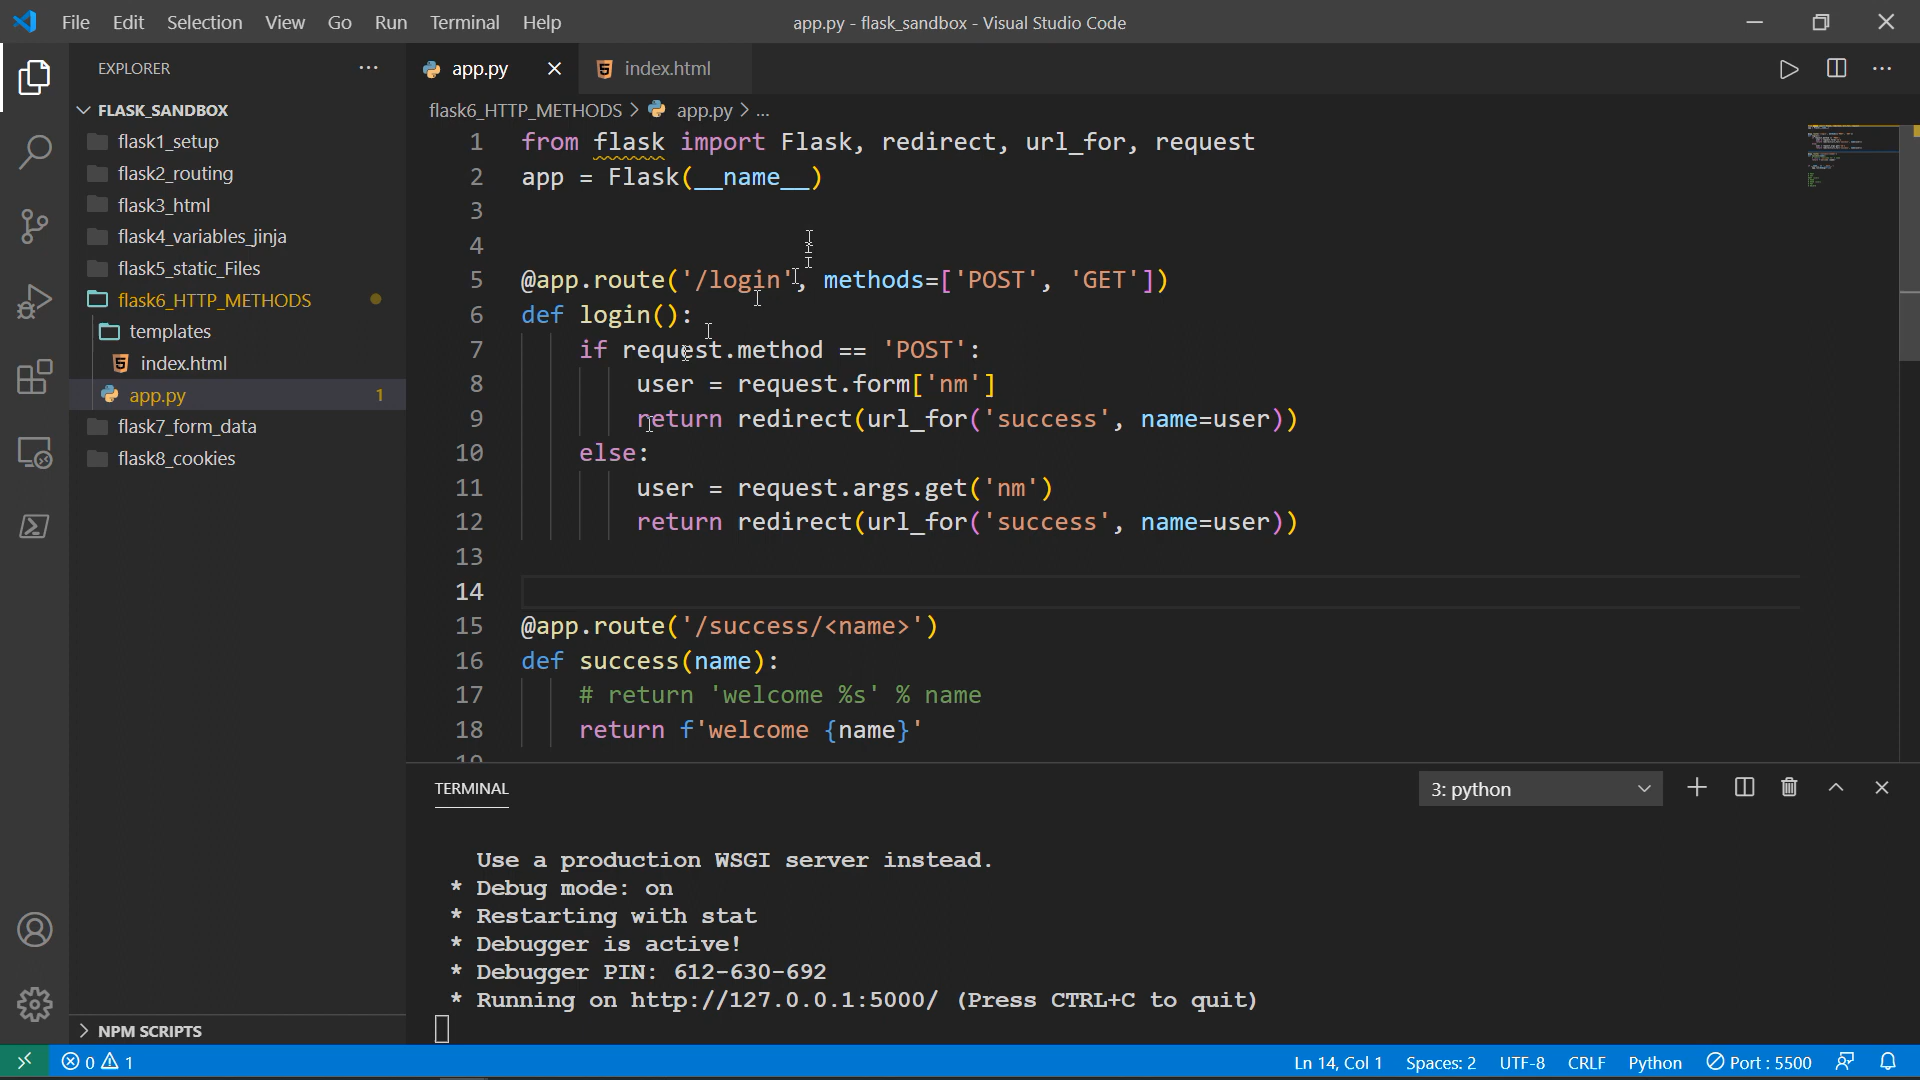 File Edit Selection View Go Run Terminal Help
app.py - flask_sandbox - Visual Studio Code
EXPLORER
FLASK_SANDBOX
flask1_setup
flask2_routing
flask3_html
flask4_variables_jinja
flask5_static_Files
flask6_HTTP_METHODS
templates
index.html
app.py 1
flask7_form_data
flask8_cookies
NPM SCRIPTS
app.py
index.html
flask6_HTTP_METHODS > app.py > ...
1 from flask import Flask, redirect, url_for, request
2 app = Flask(__name__)
3
4
5 @app.route('/login', methods=['POST', 'GET'])
6 def login():
7 if request.method == 'POST':
8 user = request.form['nm']
9 return redirect(url_for('success', name=user))
10 else:
11 user = request.args.get('nm')
12 return redirect(url_for('success', name=user))
13
14
15 @app.route('/success/<name>')
16 def success(name):
17 # return 'welcome %s' % name
18 return f'welcome {name}'
TERMINAL
3: python
Use a production WSGI server instead.
* Debug mode: on
* Restarting with stat
* Debugger is active!
* Debugger PIN: 612-630-692
* Running on http://127.0.0.1:5000/ (Press CTRL+C to quit)
0 1
Ln 14, Col 1 Spaces: 2 UTF-8 CRLF Python Port : 5500